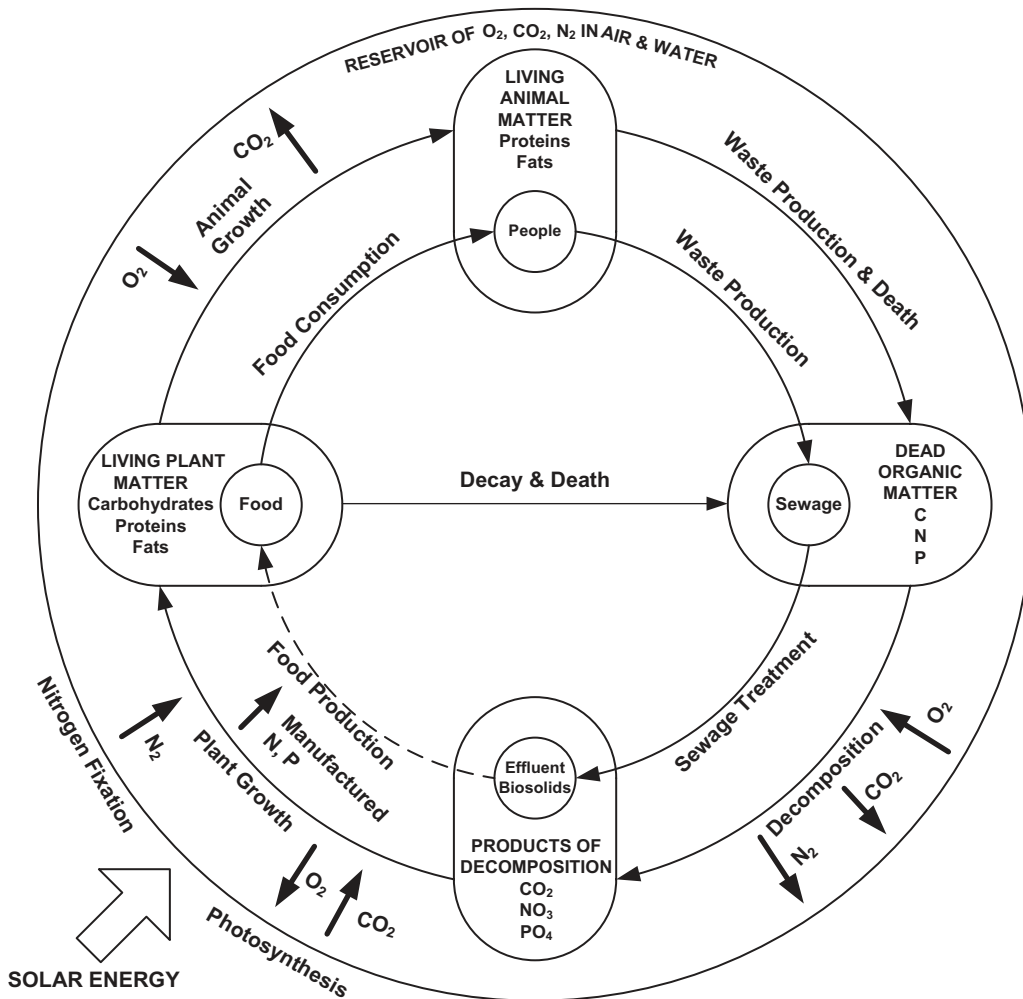 RESERVOIR OF O₂, CO₂, N₂ IN AIR & WATER
LIVING
ANIMAL
MATTER
Proteins
Fats
People
CO₂
Animal
Growth
O₂
Food Consumption
Waste Production & Death
Waste Production
LIVING PLANT
MATTER
Carbohydrates
Proteins
Fats
Food
Decay & Death
Sewage
DEAD
ORGANIC
MATTER
C
N
P
Nitrogen Fixation
N₂
Plant Growth
Food Production
Manufactured
N, P
Sewage Treatment
Decomposition
O₂
CO₂
N₂
Effluent
Biosolids
PRODUCTS OF
DECOMPOSITION
CO₂
NO₃
PO₄
O₂
CO₂
Photosynthesis
SOLAR ENERGY